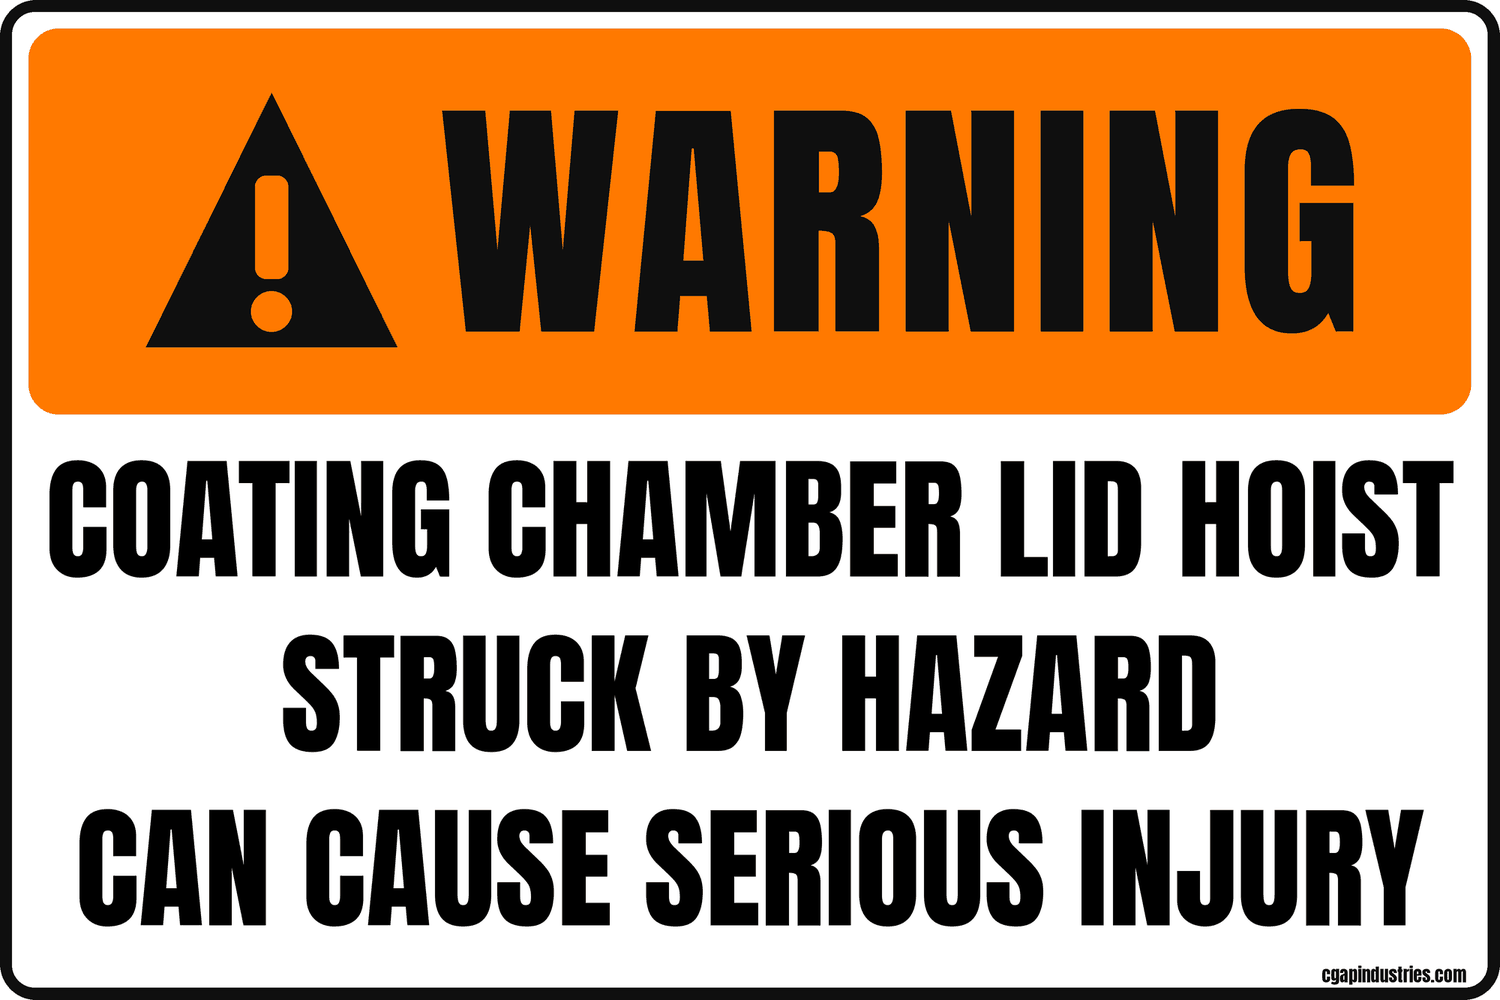 WARNING
COATING CHAMBER LID HOIST
STRUCK BY HAZARD
CAN CAUSE SERIOUS INJURY
cgapindustries.com